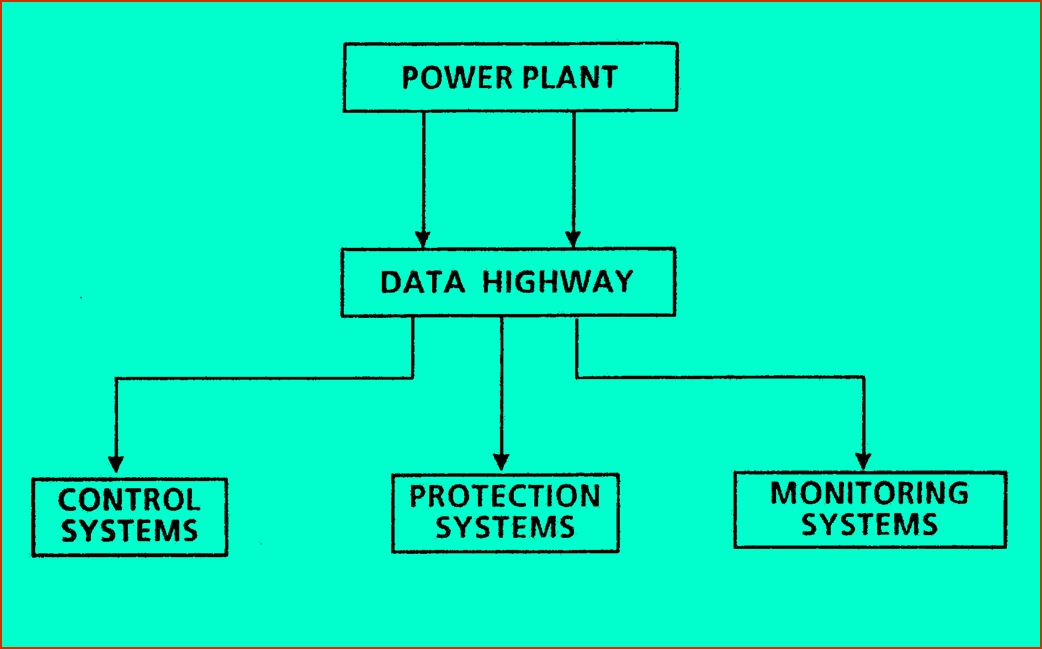 POWER PLANT
DATA HIGHWAY
CONTROL
SYSTEMS
PROTECTION
SYSTEMS
MONITORING
SYSTEMS